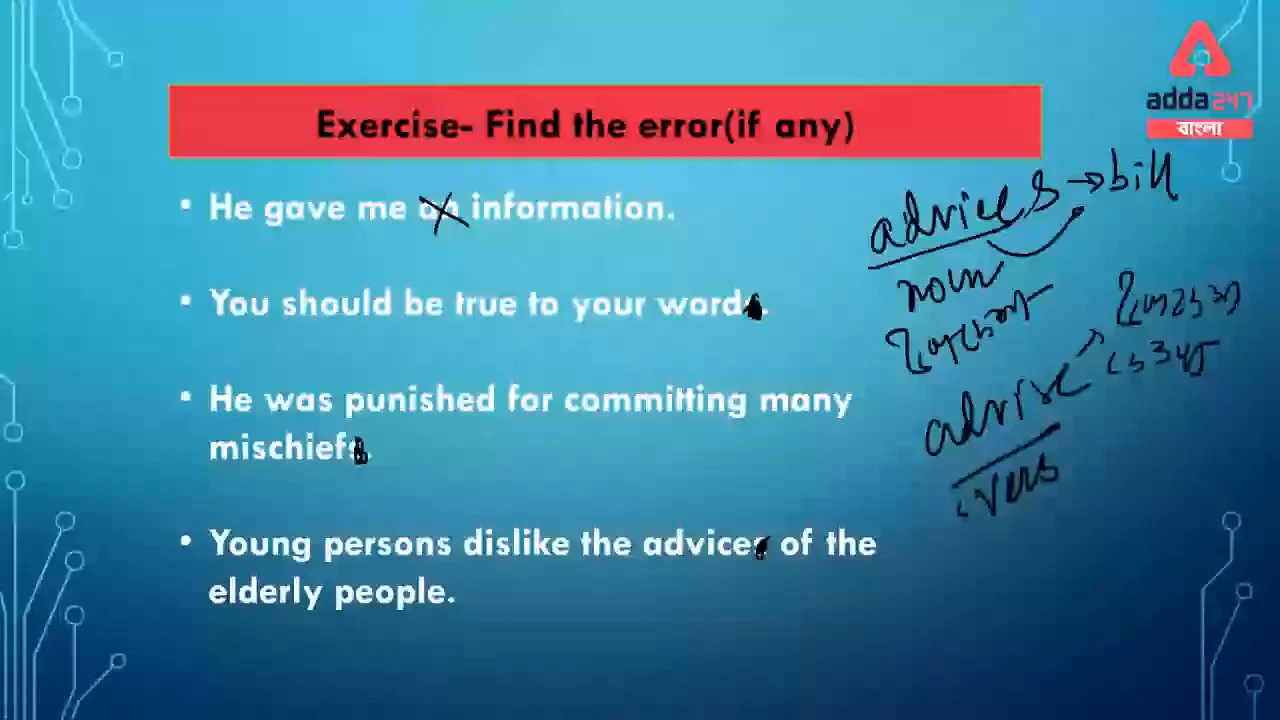 adda247
বাংলা
Exercise- Find the error(if any)
• He gave me an information.
• You should be true to your words.
• He was punished for committing many
mischiefs.
• Young persons dislike the advices of the
elderly people.
advices → bill
noun
advise
verb